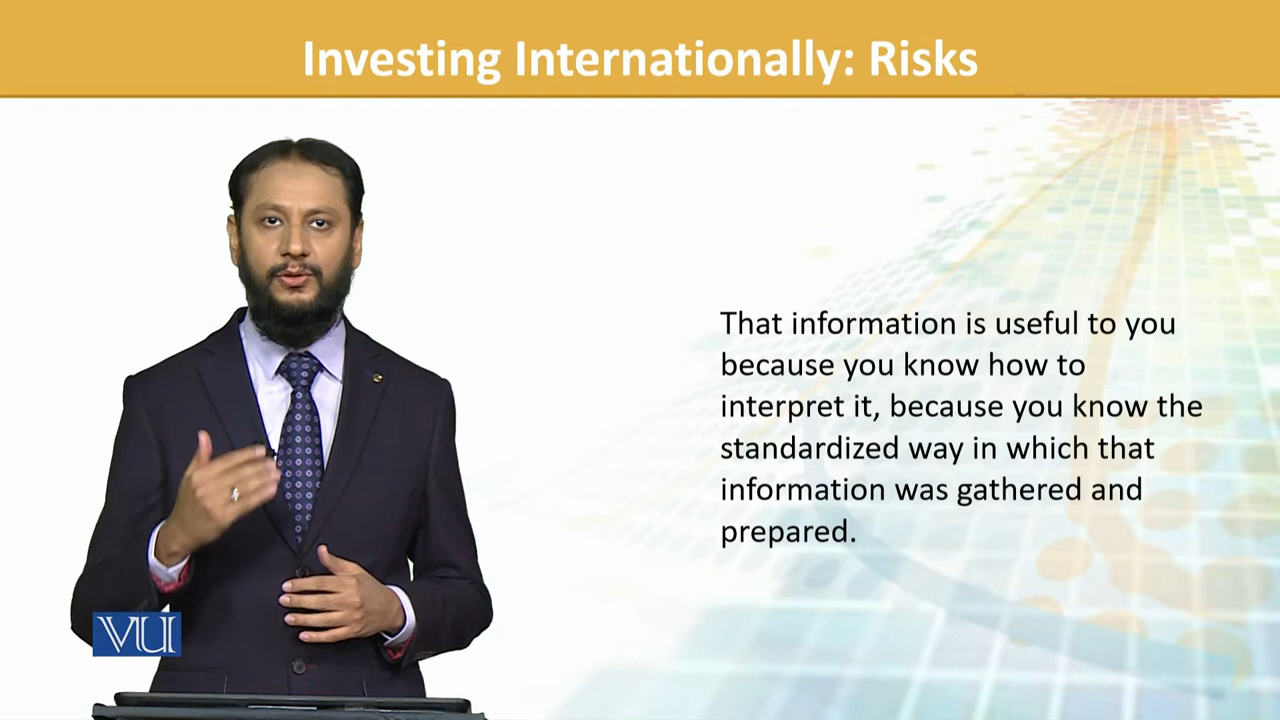 Investing Internationally: Risks
That information is useful to you
because you know how to
interpret it, because you know the
standardized way in which that
information was gathered and
prepared.
VU